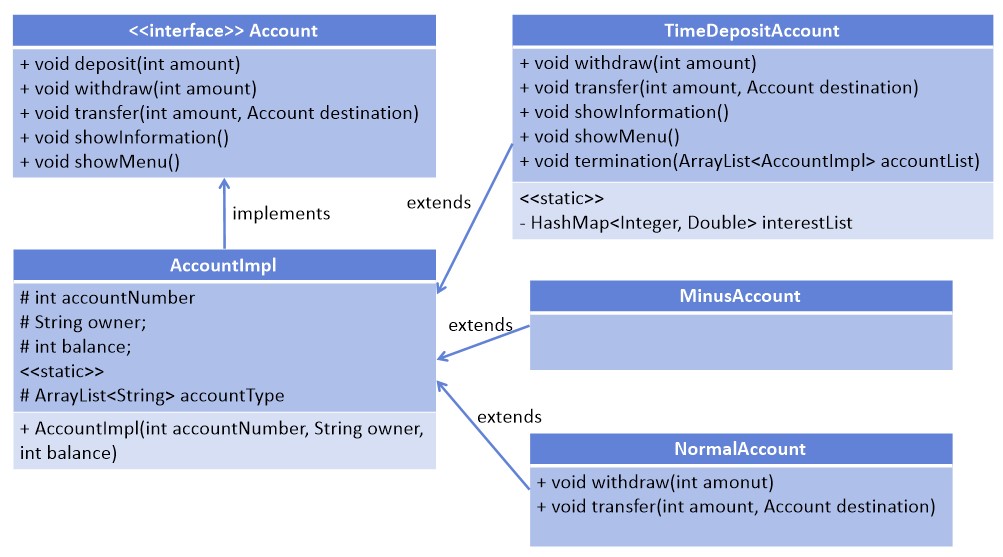 <<interface>> Account
+ void deposit(int amount)
+ void withdraw(int amount)
+ void transfer(int amount, Account destination)
+ void showInformation()
+ void showMenu()
implements
AccountImpl
# int accountNumber
# String owner;
# int balance;
<<static>>
# ArrayList<String> accountType
+ AccountImpl(int accountNumber, String owner,
int balance)
TimeDepositAccount
+ void withdraw(int amount)
+ void transfer(int amount, Account destination)
+ void showInformation()
+ void showMenu()
+ void termination(ArrayList<AccountImpl> accountList)
<<static>>
- HashMap<Integer, Double> interestList
extends
MinusAccount
extends
NormalAccount
+ void withdraw(int amonut)
+ void transfer(int amount, Account destination)
extends